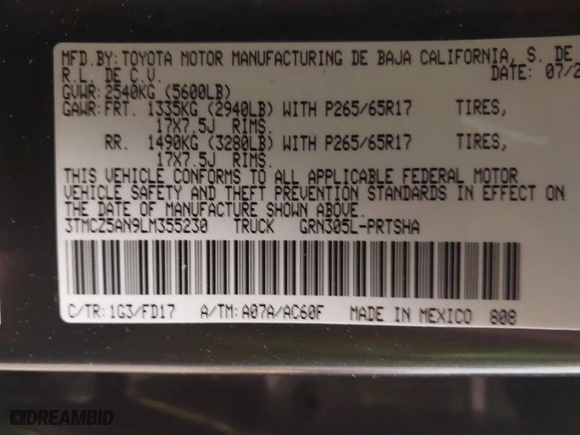 MFD.BY: TOYOTA MOTOR MANUFACTURING DE BAJA CALIFORNIA, S. DE
R.L. DE C.V. DATE: 07/2
GVWR: 2540KG (5600LB)
GAWR: FRT. 1335KG (2940LB) WITH P265/65R17 TIRES,
17X7.5J RIMS.
RR. 1490KG (3280LB) WITH P265/65R17 TIRES,
17X7.5J RIMS.
THIS VEHICLE CONFORMS TO ALL APPLICABLE FEDERAL MOTOR
VEHICLE SAFETY AND THEFT PREVENTION STANDARDS IN EFFECT ON
THE DATE OF MANUFACTURE SHOWN ABOVE.
3TMCZ5AN9LM355230 TRUCK GRN305L-PRTSHA
C/TR: 1G3/FD17 A/TM: A07A/AC60F MADE IN MEXICO 808
DREAMBID